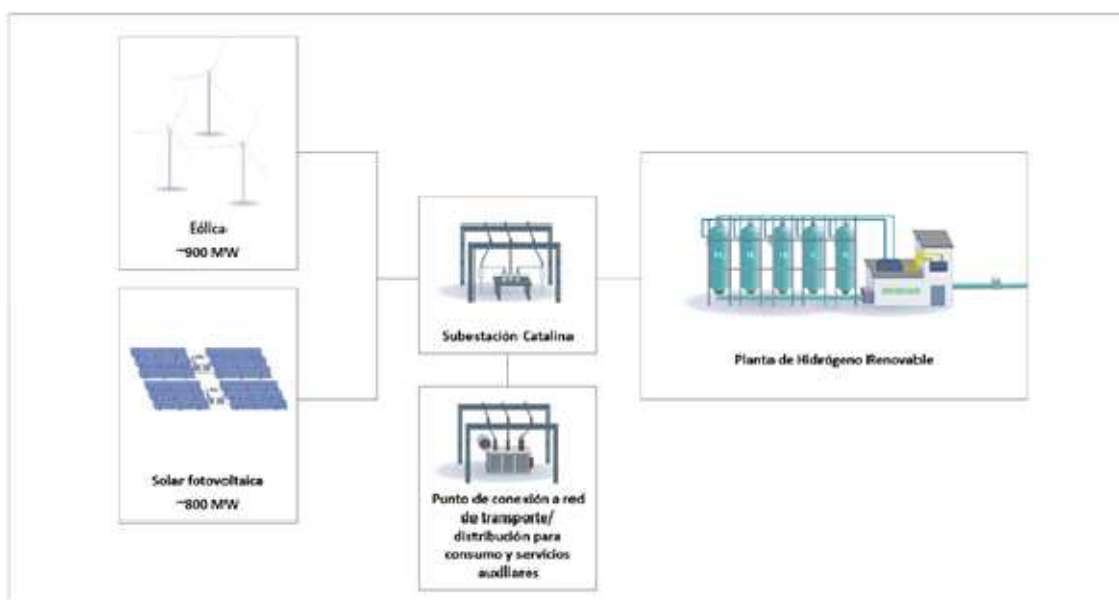 Eólica
~900 MW
Solar fotovoltaica
~800 MW
Subestación Catalina
Punto de conexión a red
de transporte/
distribución para
consumo y servicios
auxiliares
Planta de Hidrógeno Renovable